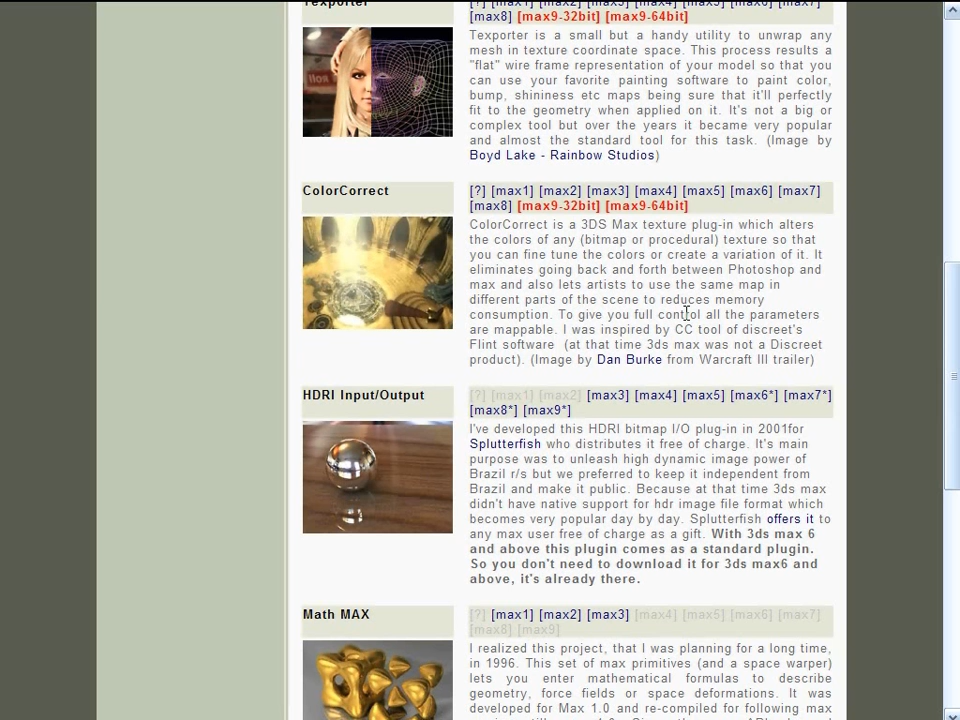 Texporter
[?] [max1] [max2] [max3] [max4] [max5] [max6] [max7]
[max8] [max9-32bit] [max9-64bit]
Texporter is a small but a handy utility to unwrap any
mesh in texture coordinate space. This process results a
"flat" wire frame representation of your model so that you
can use your favorite painting software to paint color,
bump, shininess etc maps being sure that it'll perfectly
fit to the geometry when applied on it. It's not a big or
complex tool but over the years it became very popular
and almost the standard tool for this task. (Image by
Boyd Lake - Rainbow Studios)
ColorCorrect
[?] [max1] [max2] [max3] [max4] [max5] [max6] [max7]
[max8] [max9-32bit] [max9-64bit]
ColorCorrect is a 3DS Max texture plug-in which alters
the colors of any (bitmap or procedural) texture so that
you can fine tune the colors or create a variation of it. It
eliminates going back and forth between Photoshop and
max and also lets artists to use the same map in
different parts of the scene to reduces memory
consumption. To give you full control all the parameters
are mappable. I was inspired by CC tool of discreet's
Flint software (at that time 3ds max was not a Discreet
product). (Image by Dan Burke from Warcraft III trailer)
HDRI Input/Output
[?] [max1] [max2] [max3] [max4] [max5] [max6*] [max7*]
[max8*] [max9*]
I've developed this HDRI bitmap I/O plug-in in 2001for
Splutterfish who distributes it free of charge. It's main
purpose was to unleash high dynamic image power of
Brazil r/s but we preferred to keep it independent from
Brazil and make it public. Because at that time 3ds max
didn't have native support for hdr image file format which
becomes very popular day by day. Splutterfish offers it to
any max user free of charge as a gift. With 3ds max 6
and above this plugin comes as a standard plugin.
So you don't need to download it for 3ds max6 and
above, it's already there.
Math MAX
[?] [max1] [max2] [max3] [max4] [max5] [max6] [max7]
[max8] [max9]
I realized this project, that I was planning for a long time,
in 1996. This set of max primitives (and a space warper)
lets you enter mathematical formulas to describe
geometry, force fields or space deformations. It was
developed for Max 1.0 and re-compiled for following max